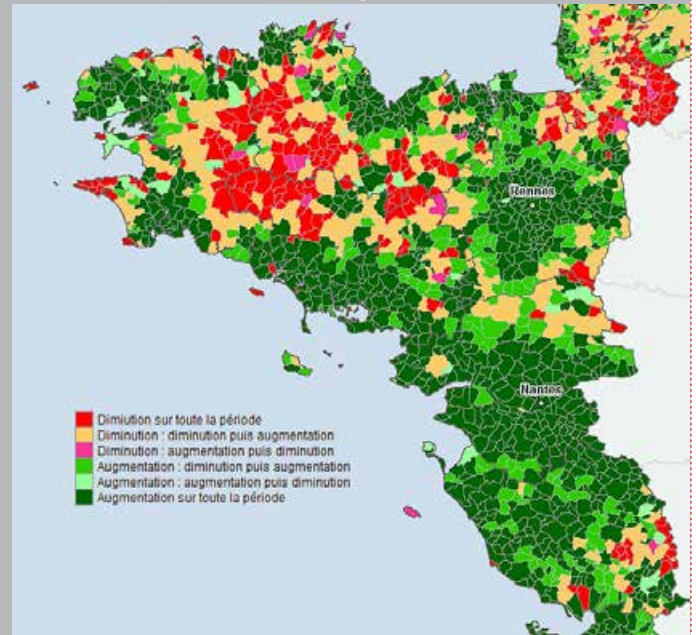 Rennes
Nantes
Dimiution sur toute la période
Diminution : diminution puis augmentation
Diminution : augmentation puis diminution
Augmentation : diminution puis augmentation
Augmentation : augmentation puis diminution
Augmentation sur toute la période